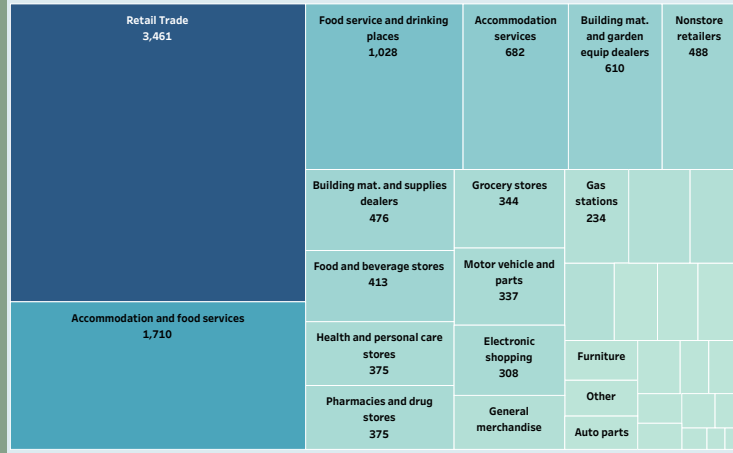 Retail Trade
3,461
Food service and drinking
places
1,028
Accommodation
services
682
Building mat.
and garden
equip dealers
610
Nonstore
retailers
488
Building mat. and supplies
dealers
476
Grocery stores
344
Gas
stations
234
Food and beverage stores
413
Motor vehicle and
parts
337
Accommodation and food services
1,710
Health and personal care
stores
375
Electronic
shopping
308
Furniture
Pharmacies and drug
stores
375
General
merchandise
Other
Auto parts